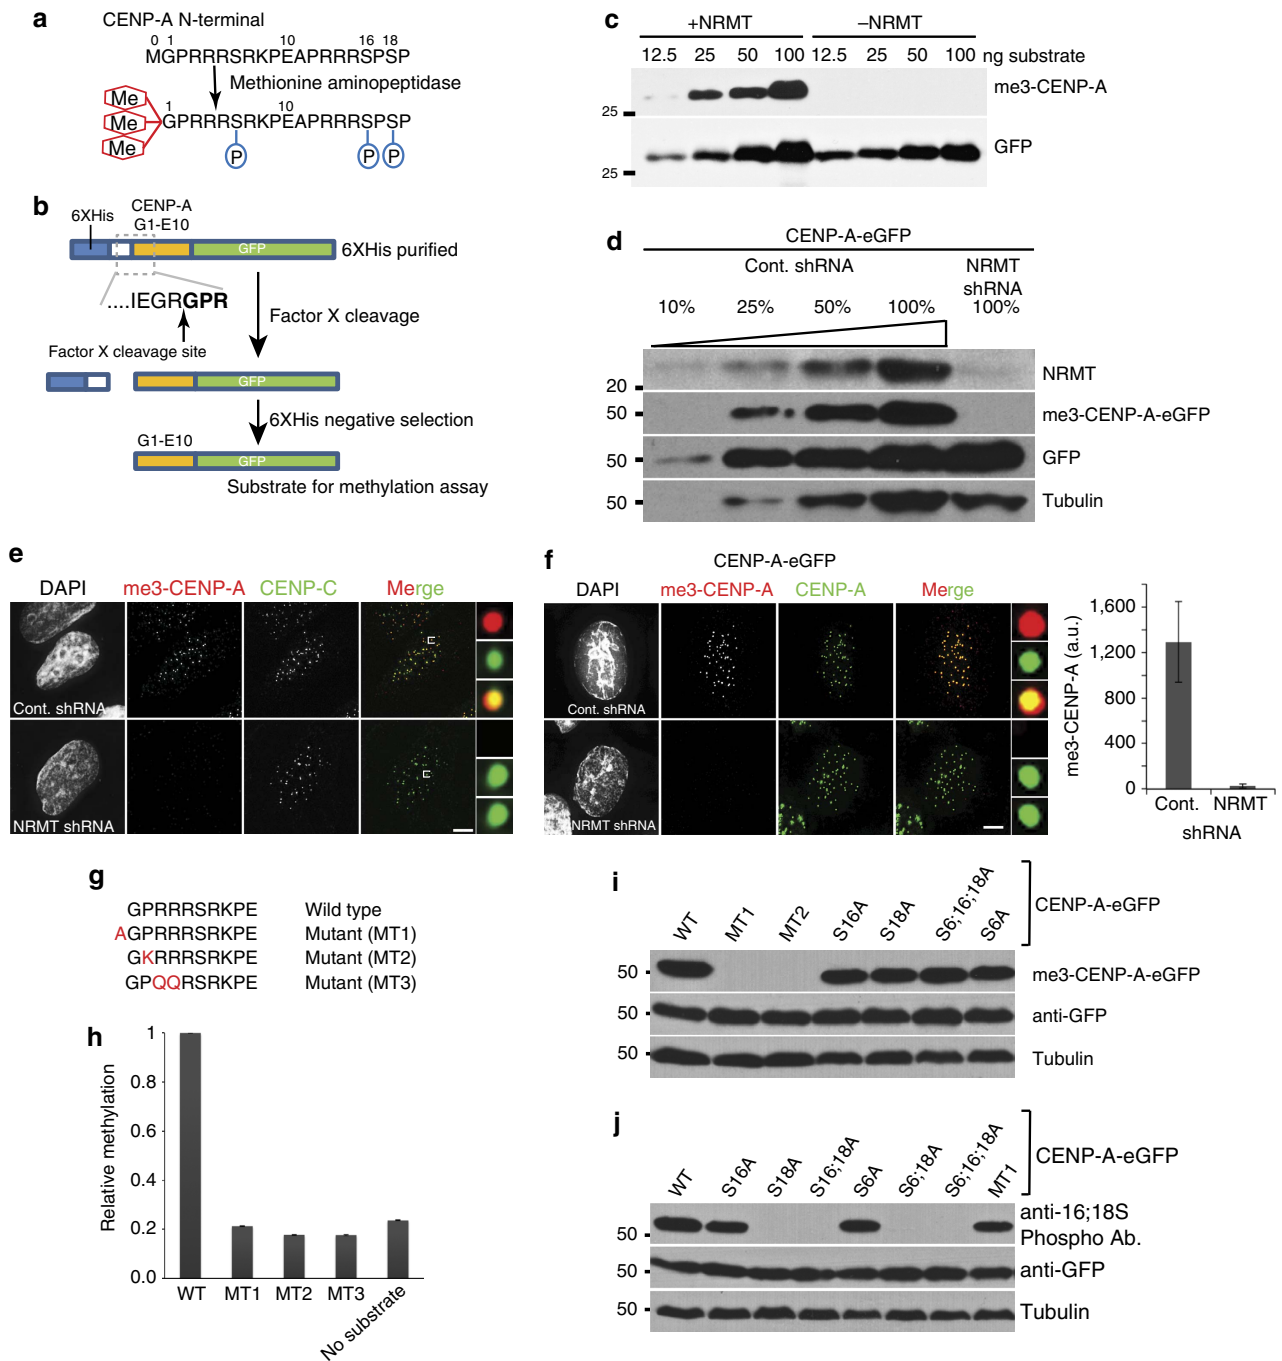 a
CENP-A N-terminal
0 1 10 16 18
MGPRRRSRKPEAPRRRSPSP
Methionine aminopeptidase
Me
Me
Me
1 10
GPRRRSRKPEAPRRRSPSP
P P P
b
6XHis
CENP-A
G1-E10
GFP
6XHis purified
....IEGRGPR
Factor X cleavage
Factor X cleavage site
GFP
6XHis negative selection
G1-E10
GFP
Substrate for methylation assay
c
+NRMT –NRMT
12.5 25 50 100 12.5 25 50 100 ng substrate
me3-CENP-A
25
GFP
25
d
CENP-A-eGFP
Cont. shRNA
NRMT
shRNA
10% 25% 50% 100% 100%
NRMT
20
50
me3-CENP-A-eGFP
50
GFP
50
Tubulin
e
DAPI me3-CENP-A CENP-C Merge
Cont. shRNA
NRMT shRNA
f
CENP-A-eGFP
DAPI me3-CENP-A CENP-A Merge
Cont. shRNA
NRMT shRNA
me3-CENP-A (a.u.)
1,600
1,200
800
400
0
Cont. NRMT
shRNA
g
GPRRRSRKPE Wild type
AGPRRRSRKPE Mutant (MT1)
GKRRRSRKPE Mutant (MT2)
GPQQRSRKPE Mutant (MT3)
h
Relative methylation
1
0.8
0.6
0.4
0.2
0.0
WT MT1 MT2 MT3 No substrate
i
WT MT1 MT2 S16A S18A S6;16;18A S6A
CENP-A-eGFP
50
me3-CENP-A-eGFP
50
anti-GFP
50
Tubulin
j
WT S16A S18A S16;18A S6A S6;18A S6;16;18A MT1
CENP-A-eGFP
50
anti-16;18S
Phospho Ab.
50
anti-GFP
50
Tubulin